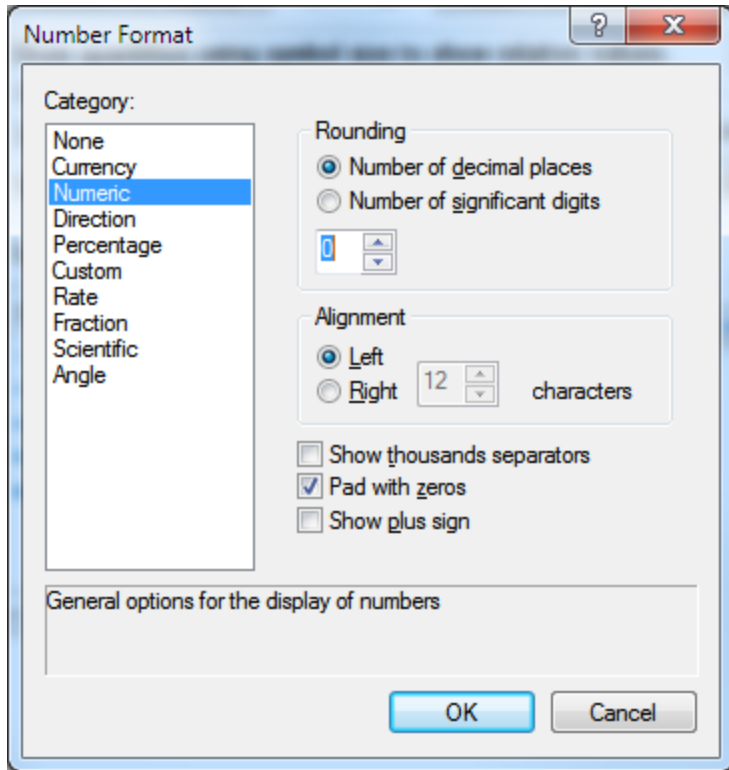 Number Format
?
Category:
None
Currency
Numeric
Direction
Percentage
Custom
Rate
Fraction
Scientific
Angle
Rounding
Number of decimal places
Number of significant digits
0
Alignment
Left
Right 12 characters
Show thousands separators
Pad with zeros
Show plus sign
General options for the display of numbers
OK Cancel